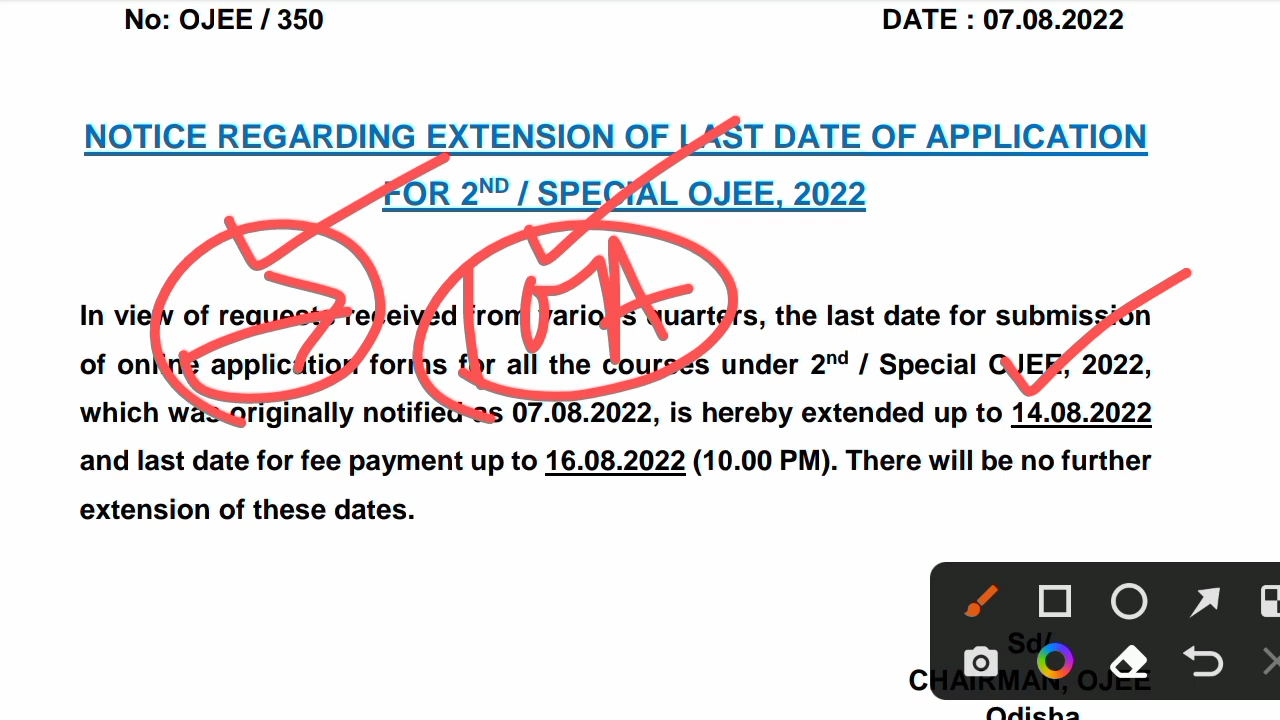 No: OJEE / 350 DATE : 07.08.2022
NOTICE REGARDING EXTENSION OF LAST DATE OF APPLICATION
FOR 2ND / SPECIAL OJEE, 2022
In view of requests received from various quarters, the last date for submission
of online application forms for all the courses under 2nd / Special OJEE, 2022,
which was originally notified as 07.08.2022, is hereby extended up to 14.08.2022
and last date for fee payment up to 16.08.2022 (10.00 PM). There will be no further
extension of these dates.
Sd/
CHAIRMAN, OJEE
Odisha